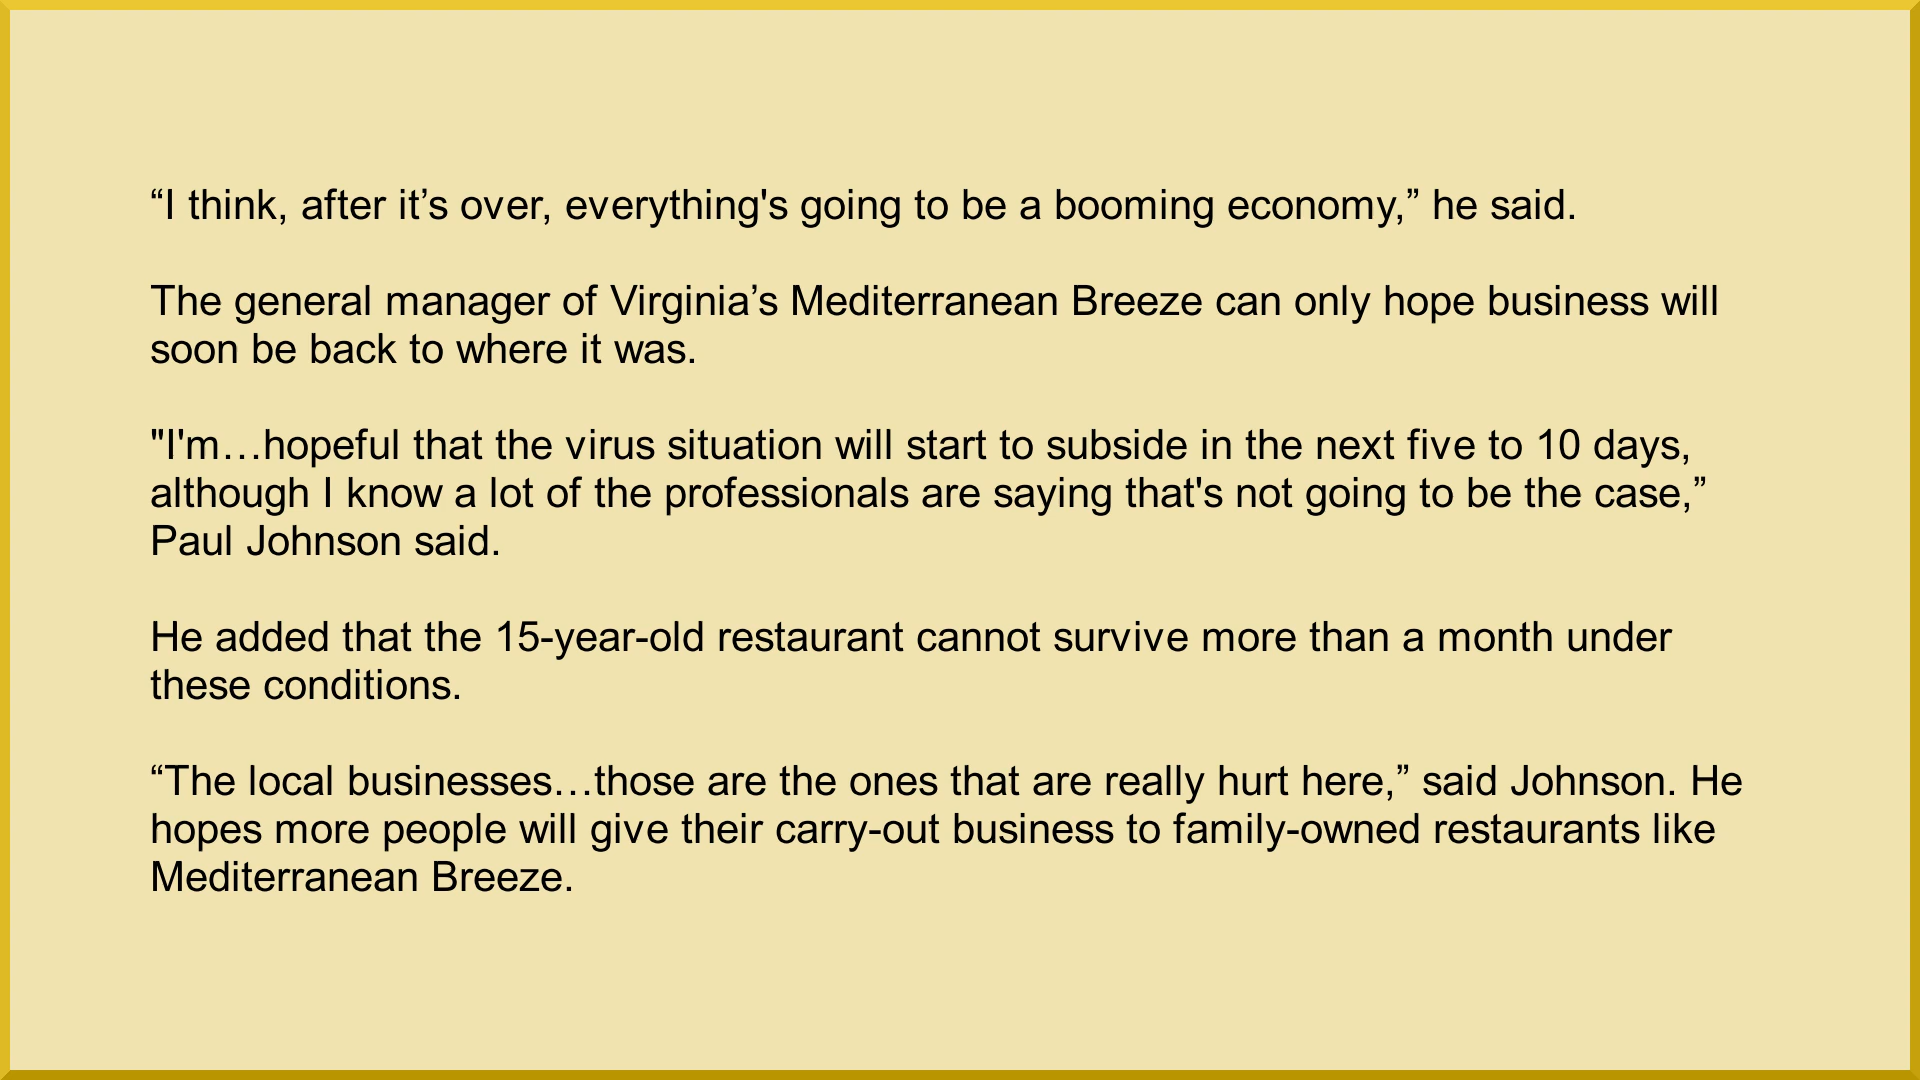 “I think, after it’s over, everything's going to be a booming economy,” he said.
The general manager of Virginia’s Mediterranean Breeze can only hope business will
soon be back to where it was.
"I'm…hopeful that the virus situation will start to subside in the next five to 10 days,
although I know a lot of the professionals are saying that's not going to be the case,”
Paul Johnson said.
He added that the 15-year-old restaurant cannot survive more than a month under
these conditions.
“The local businesses…those are the ones that are really hurt here,” said Johnson. He
hopes more people will give their carry-out business to family-owned restaurants like
Mediterranean Breeze.